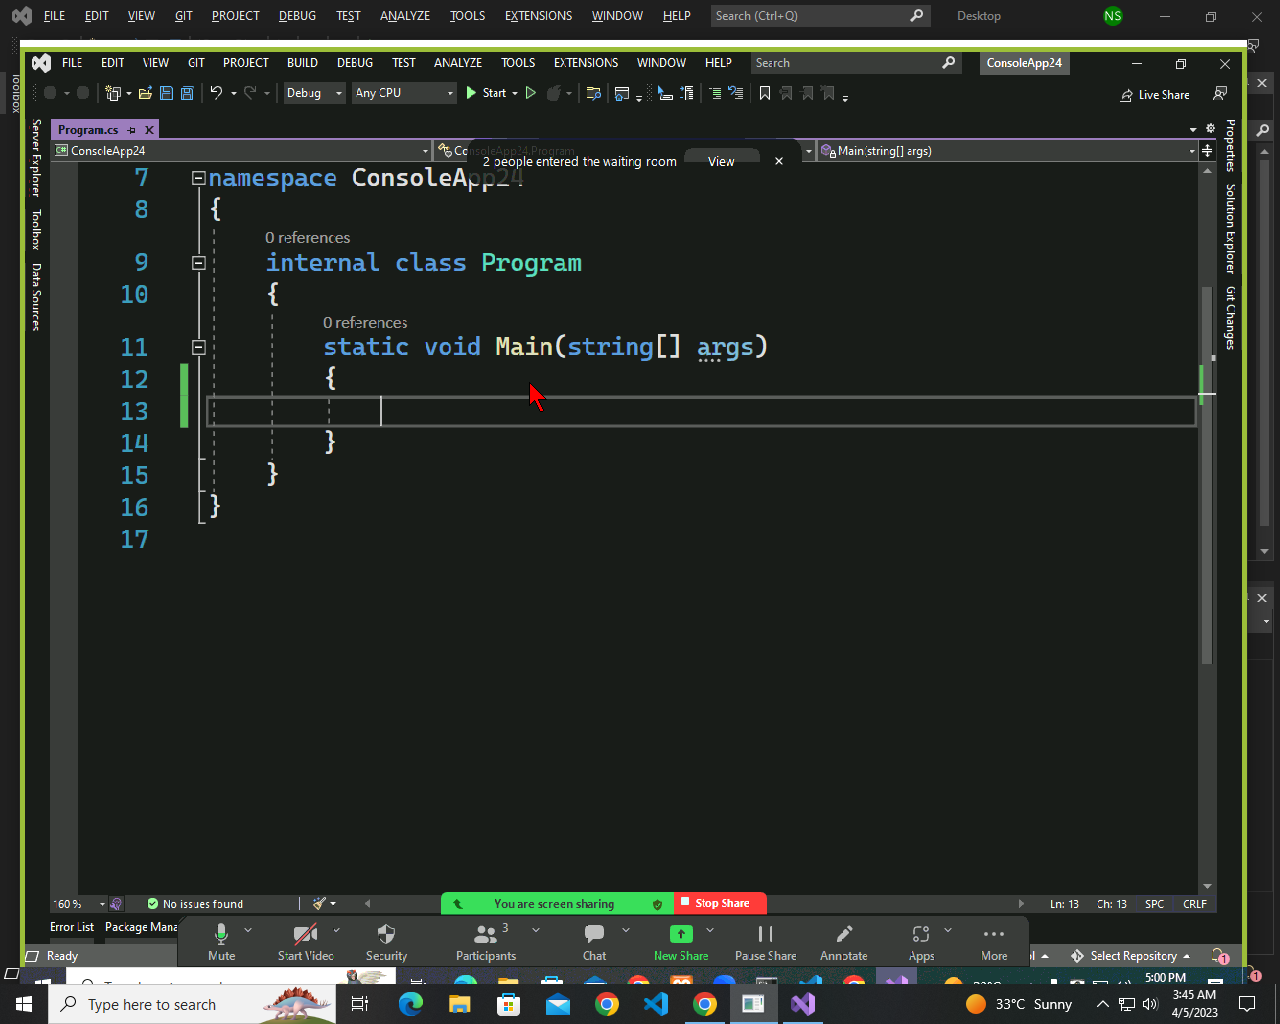 FILE EDIT VIEW GIT PROJECT DEBUG TEST ANALYZE TOOLS EXTENSIONS WINDOW HELP Search (Ctrl+Q) Desktop NS
FILE EDIT VIEW GIT PROJECT BUILD DEBUG TEST ANALYZE TOOLS EXTENSIONS WINDOW HELP Search ConsoleApp24
Debug Any CPU Start Live Share
Toolbox
Server Explorer
Toolbox
Data Sources
Properties
Solution Explorer
Git Changes
Program.cs
ConsoleApp24 ConsoleApp24.Program Main(string[] args)
2 people entered the waiting room View
7 namespace ConsoleApp24
8 {
0 references
9 internal class Program
10 {
0 references
11 static void Main(string[] args)
12 {
13
14 }
15 }
16 }
17
160 % No issues found Ln: 13 Ch: 13 SPC CRLF
You are screen sharing Stop Share
Error List Package Mana
Mute Start Video Security Participants 3 Chat New Share Pause Share Annotate Apps More
Ready Select Repository 1
5:00 PM
1
Type here to search 33°C Sunny 3:45 AM
4/5/2023